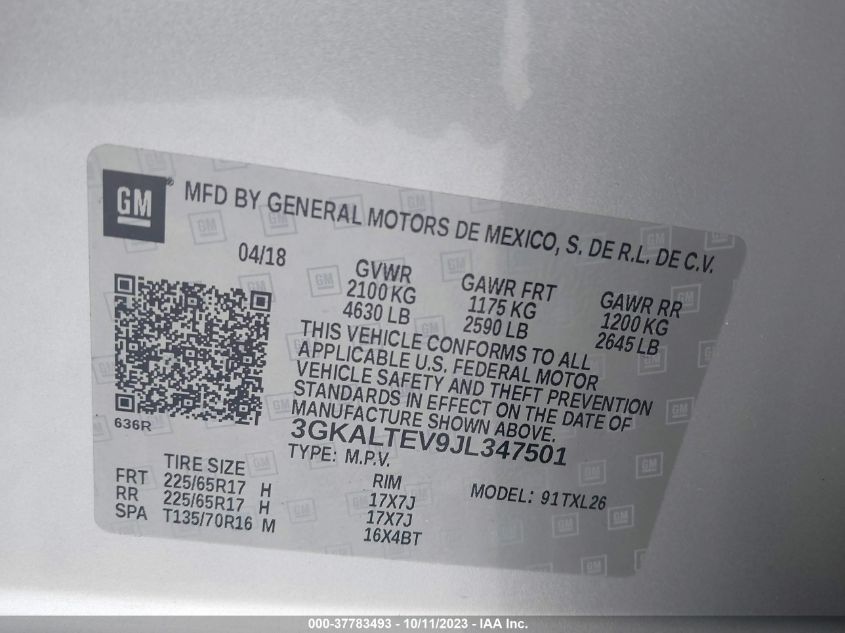 GM
MFD BY GENERAL MOTORS DE MEXICO, S. DE R.L. DE C.V.
04/18
GVWR
2100 KG
4630 LB
GAWR FRT
1175 KG
2590 LB
GAWR RR
1200 KG
2645 LB
THIS VEHICLE CONFORMS TO ALL
APPLICABLE U.S. FEDERAL MOTOR
VEHICLE SAFETY AND THEFT PREVENTION
STANDARDS IN EFFECT ON THE DATE OF
MANUFACTURE SHOWN ABOVE.
3GKALTEV9JL347501
636R
TYPE: M.P.V.
MODEL: 91TXL26
TIRE SIZE RIM
FRT 225/65R17 H 17X7J
RR 225/65R17 H 17X7J
SPA T135/70R16 M 16X4BT
000-37783493 - 10/11/2023 - IAA Inc.